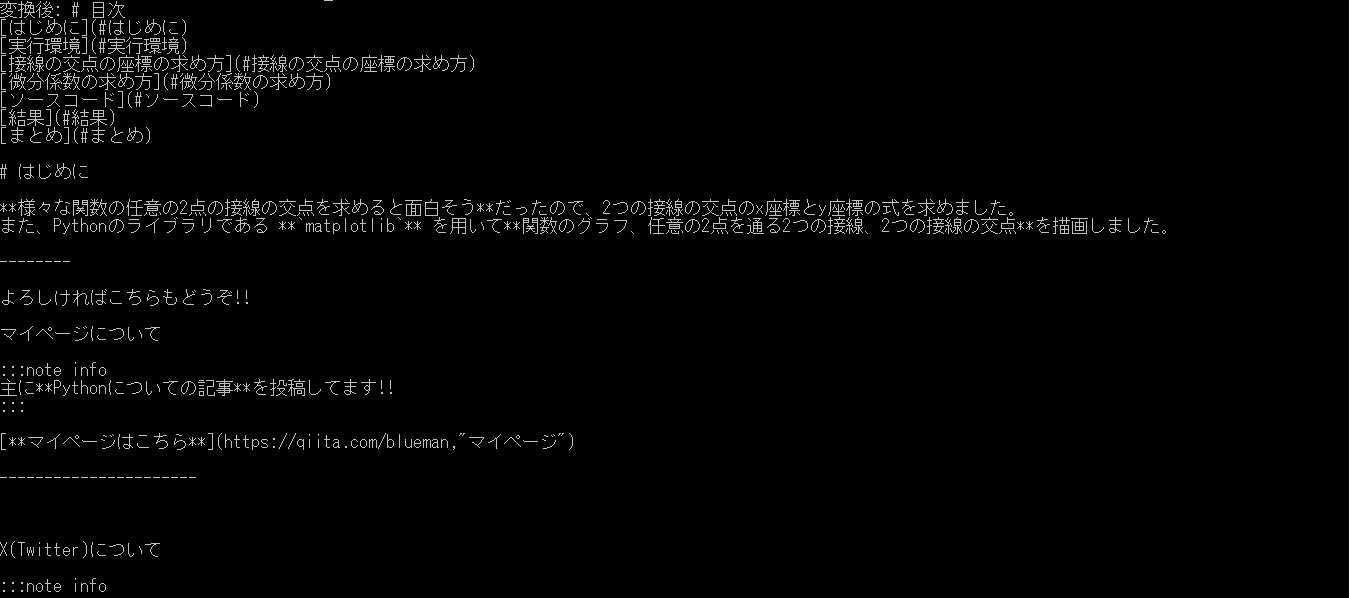 変換後: # 目次
[はじめに](#はじめに)
[実行環境](#実行環境)
[接線の交点の座標の求め方](#接線の交点の座標の求め方)
[微分係数の求め方](#微分係数の求め方)
[ソースコード](#ソースコード)
[結果](#結果)
[まとめ](#まとめ)
# はじめに
**様々な関数の任意の2点の接線の交点を求めると面白そう**だったので、2つの接線の交点のx座標とy座標の式を求めました。
また、Pythonのライブラリである **`matplotlib`** を用いて**関数のグラフ、任意の2点を通る2つの接線、2つの接線の交点**を描画しました。
--------
よろしければこちらもどうぞ!!
マイページについて
:::note info
主に**Pythonについての記事**を投稿してます!!
:::
[**マイページはこちら**](https://qiita.com/blueman,"マイページ")
----------------------
X(Twitter)について
:::note info